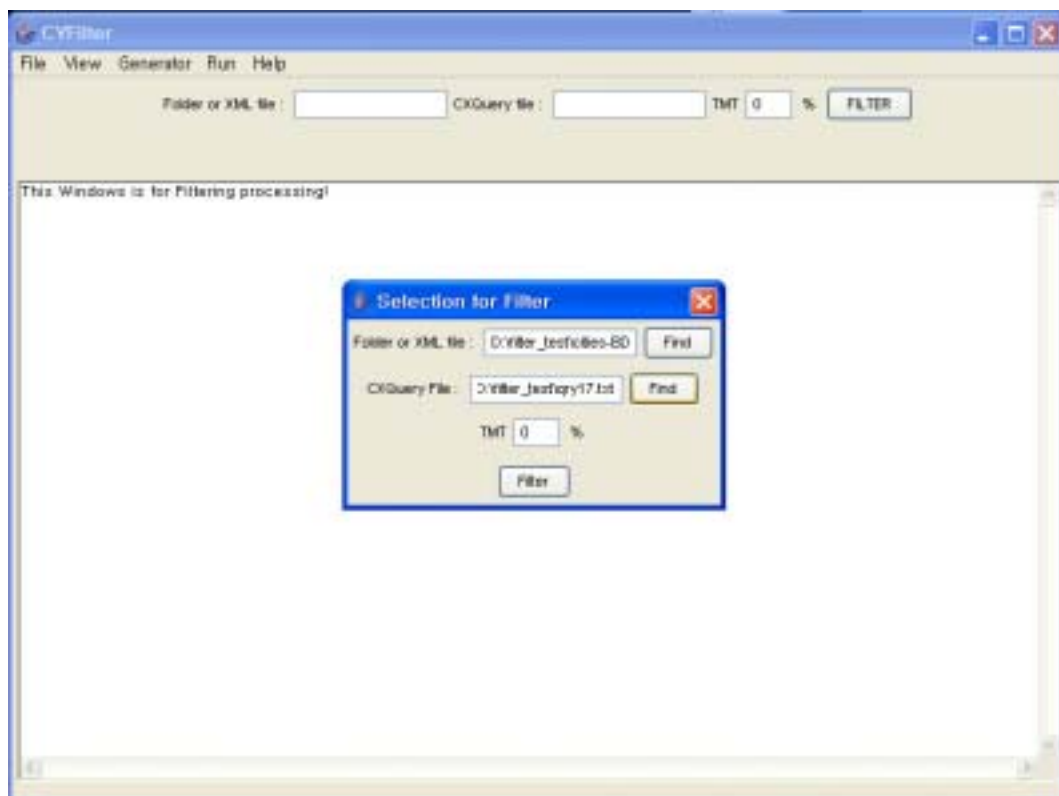 CYFilter
File View Generator Run Help
Folder or XML file : CXQuery file : TMT 0 % FILTER
This Windows is for Filtering processing!
Selection for Filter
Folder or XML file : Find
CXQuery File : Find
TMT 0 %
Filter